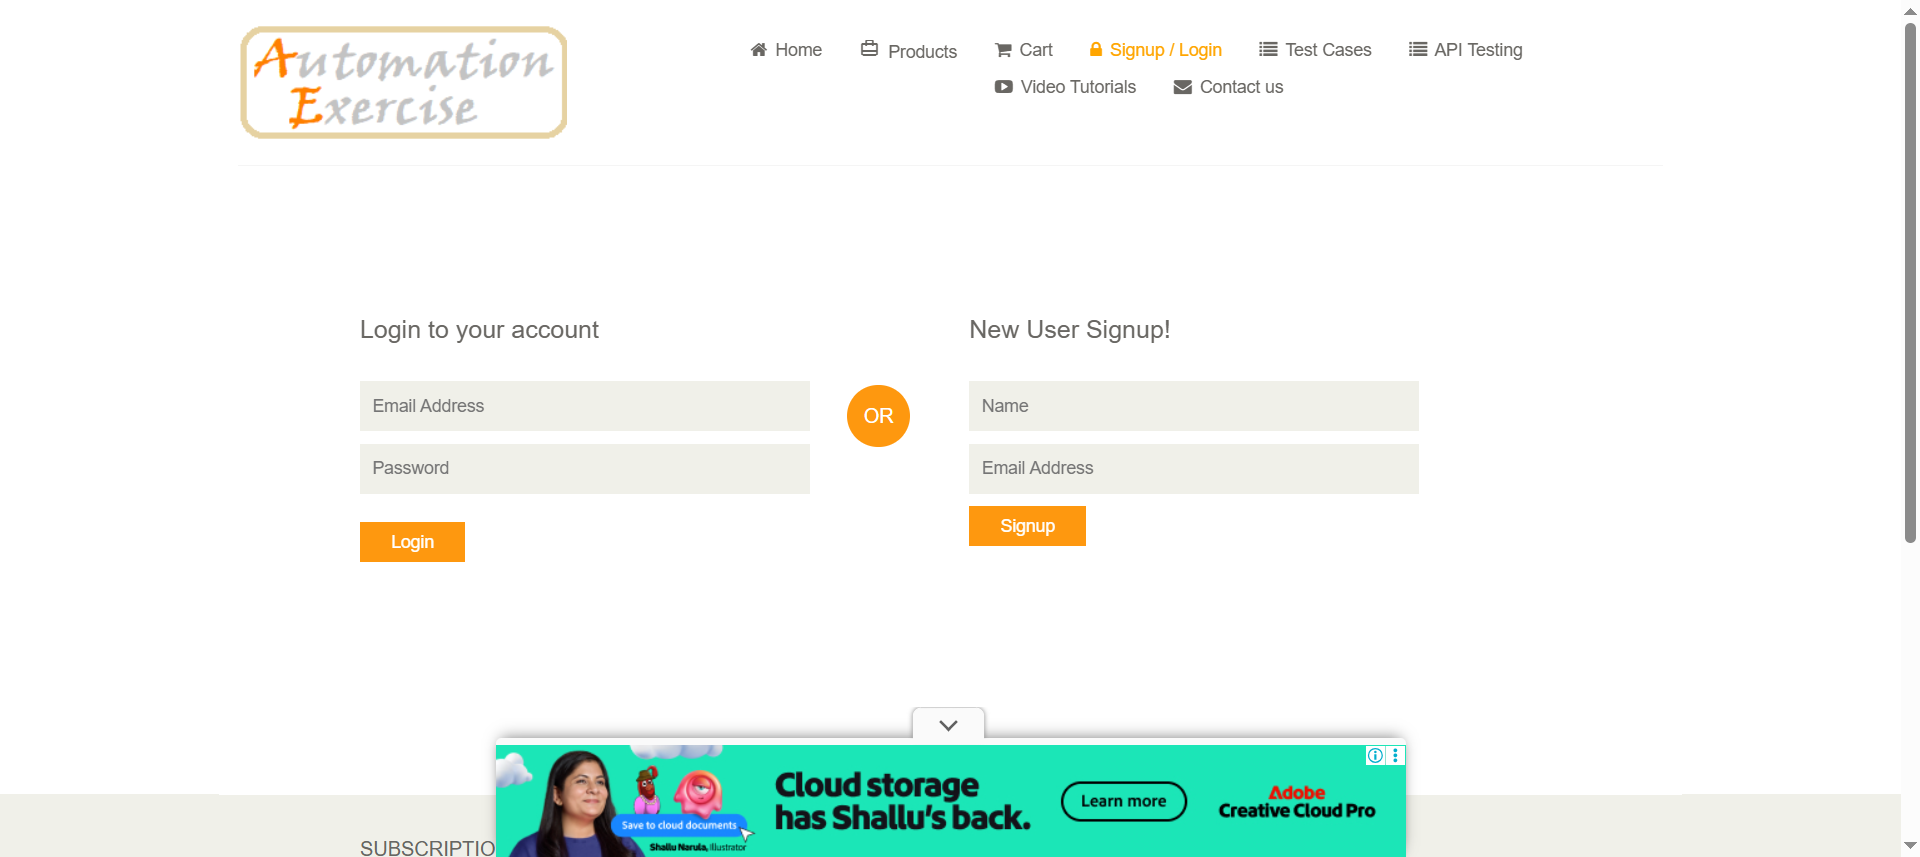 Automation
Exercise
Home
Products
Cart
Signup / Login
Test Cases
API Testing
Video Tutorials
Contact us
Login to your account
New User Signup!
Email Address
Password
Login
OR
Name
Email Address
Signup
SUBSCRIPTIO
Save to cloud documents
Shallu Narula, Illustrator
Cloud storage
has Shallu's back.
Learn more
Adobe
Creative Cloud Pro